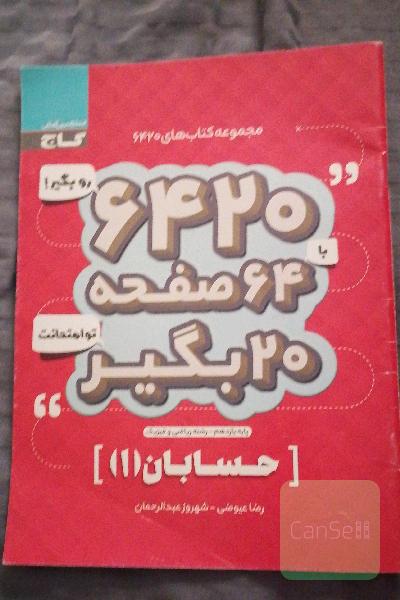 گاج
مجموعه کتاب‌های ۶۴۲۰
۶۴۲۰
رو بگیر!
با
۶۴ صفحه
تو امتحانت
۲۰ بگیر
پایه یازدهم - رشته ریاضی و فیزیک
[ حسابان (۱) ]
رضا عیوضی - شهروز عبدالرحمان
CanSell